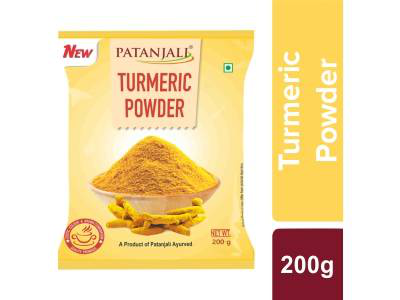 NEW
PATANJALI
TURMERIC
POWDER
NET WT.
200 g
A Product of Patanjali Ayurved
Turmeric
Powder
200g